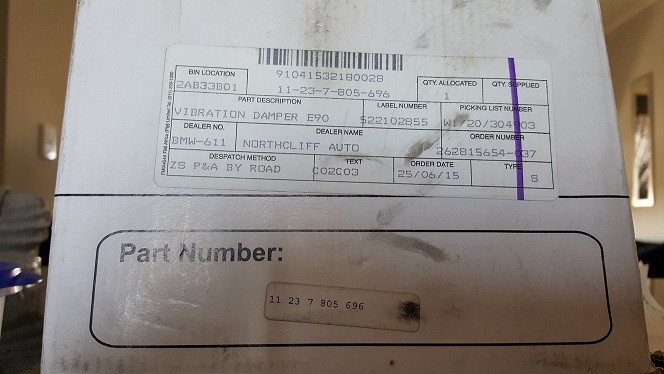 BIN LOCATION
2AB33B01
91041532180028
11-23-7-805-696
QTY. ALLOCATED
1
QTY. SUPPLIED
PART DESCRIPTION
VIBRATION DAMPER E90
LABEL NUMBER
S22102855
PICKING LIST NUMBER
W1/20/304903
DEALER NO.
BMW-611
DEALER NAME
NORTHCLIFF AUTO
ORDER NUMBER
262815654-037
DESPATCH METHOD
ZS P&A BY ROAD
TEXT
C02C03
ORDER DATE
25/06/15
TYPE
S
Part Number:
11 23 7 805 696